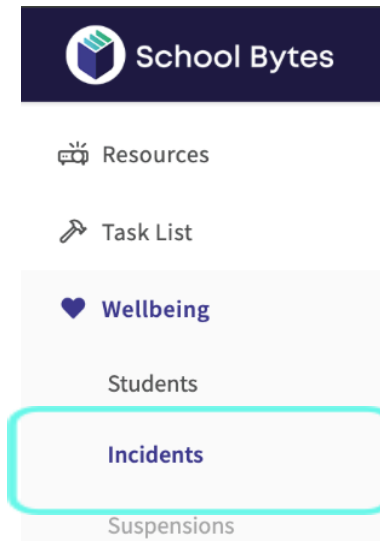 School Bytes
Resources
Task List
Wellbeing
Students
Incidents
Suspensions